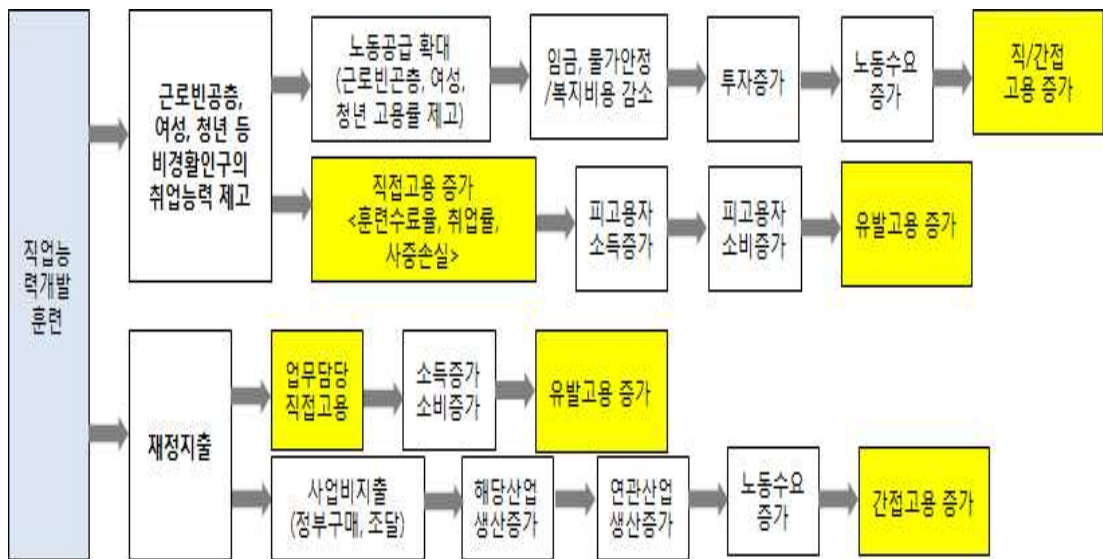 직업능
력개발
훈련
근로빈공층,
여성, 청년 등
비경활인구의
취업능력 제고
노동공급 확대
(근로빈곤층, 여성,
청년 고용률 제고)
임금, 물가안정
/복지비용 감소
투자증가
노동수요
증가
직/간접
고용 증가
직접고용 증가
<훈련수료율, 취업률,
사중손실>
피고용자
소득증가
피고용자
소비증가
유발고용 증가
재정지출
업무담당
직접고용
소득증가
소비증가
유발고용 증가
사업비지출
(정부구매, 조달)
해당산업
생산증가
연관산업
생산증가
노동수요
증가
간접고용 증가